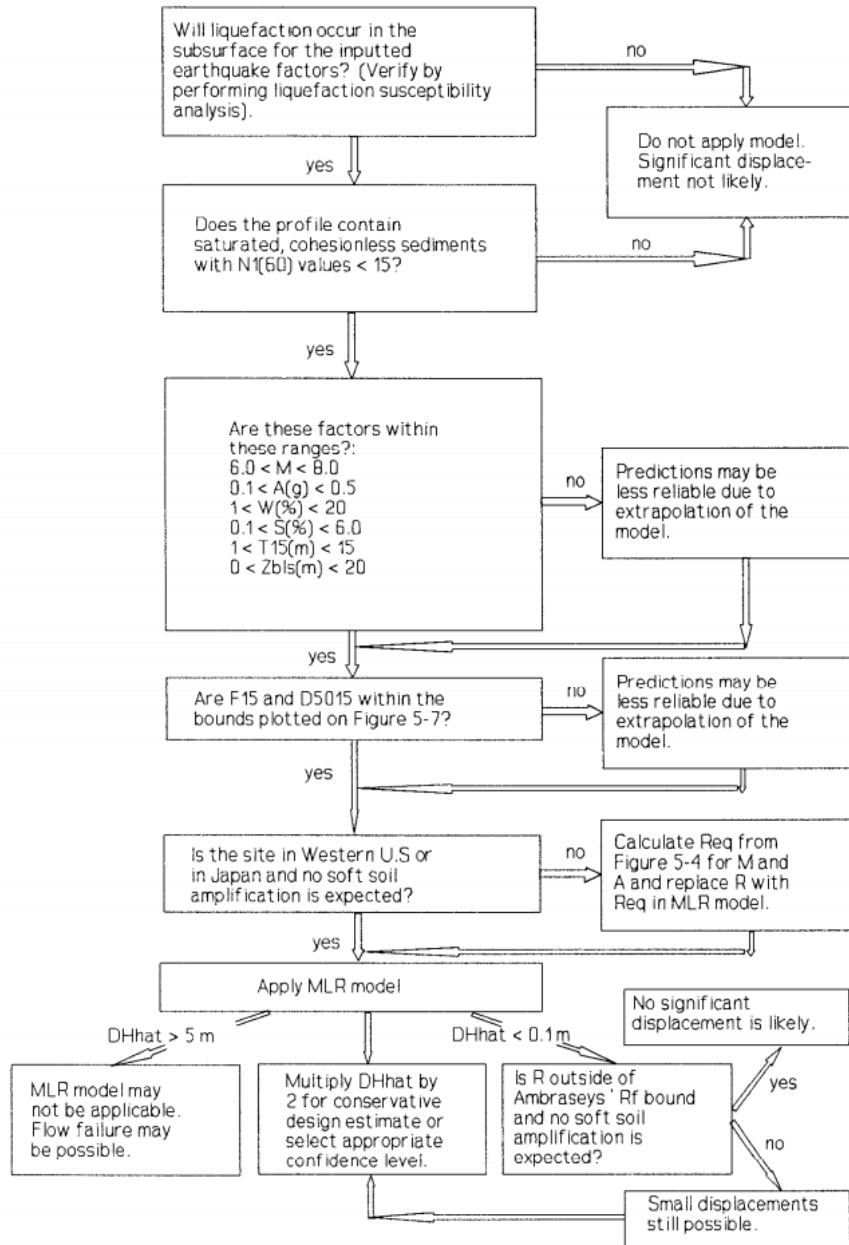 Will liquefaction occur in the
subsurface for the inputted
earthquake factors? (Verify by
performing liquefaction susceptibility
analysis).
no
yes
Do not apply model.
Significant displace-
ment not likely.
Does the profile contain
saturated, cohesionless sediments
with N1(60) values < 15?
no
yes
Are these factors within
these ranges?:
6.0 < M < 8.0
0.1 < A(g) < 0.5
1 < W(%) < 20
0.1 < S(%) < 6.0
1 < T15(m) < 15
0 < Zbls(m) < 20
no
Predictions may be
less reliable due to
extrapolation of the
model.
yes
Are F15 and D5015 within the
bounds plotted on Figure 5-7?
no
Predictions may be
less reliable due to
extrapolation of the
model.
yes
Is the site in Western U.S or
in Japan and no soft soil
amplification is expected?
no
Calculate Req from
Figure 5-4 for M and
A and replace R with
Req in MLR model.
yes
Apply MLR model
DHhat > 5 m
DHhat < 0.1 m
No significant
displacement is likely.
MLR model may
not be applicable.
Flow failure may
be possible.
Multiply DHhat by
2 for conservative
design estimate or
select appropriate
confidence level.
Is R outside of
Ambraseys' Rf bound
and no soft soil
amplification is
expected?
yes
no
Small displacements
still possible.